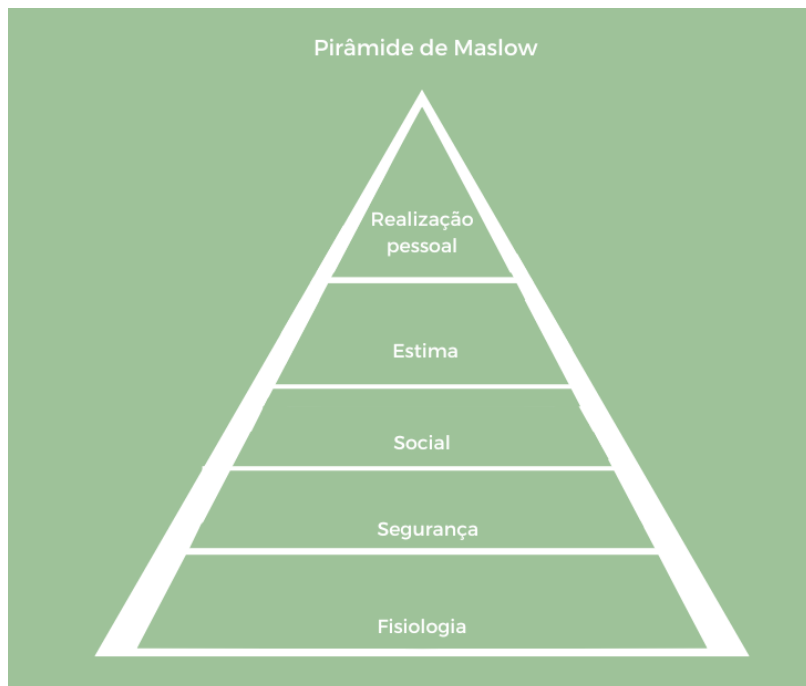 Pirâmide de Maslow
Realização
pessoal
Estima
Social
Segurança
Fisiologia